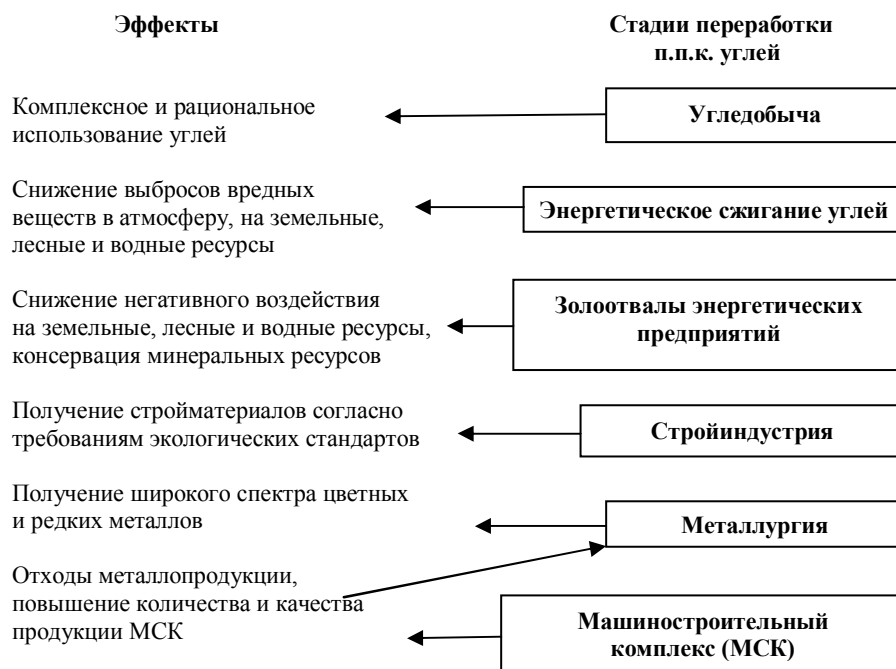 Эффекты
Стадии переработки
п.п.к. углей
Комплексное и рациональное
использование углей
Угледобыча
Снижение выбросов вредных
веществ в атмосферу, на земельные,
лесные и водные ресурсы
Энергетическое сжигание углей
Снижение негативного воздействия
на земельные, лесные и водные ресурсы,
консервация минеральных ресурсов
Золоотвалы энергетических
предприятий
Получение стройматериалов согласно
требованиям экологических стандартов
Стройиндустрия
Получение широкого спектра цветных
и редких металлов
Металлургия
Отходы металлопродукции,
повышение количества и качества
продукции МСК
Машиностроительный
комплекс (МСК)